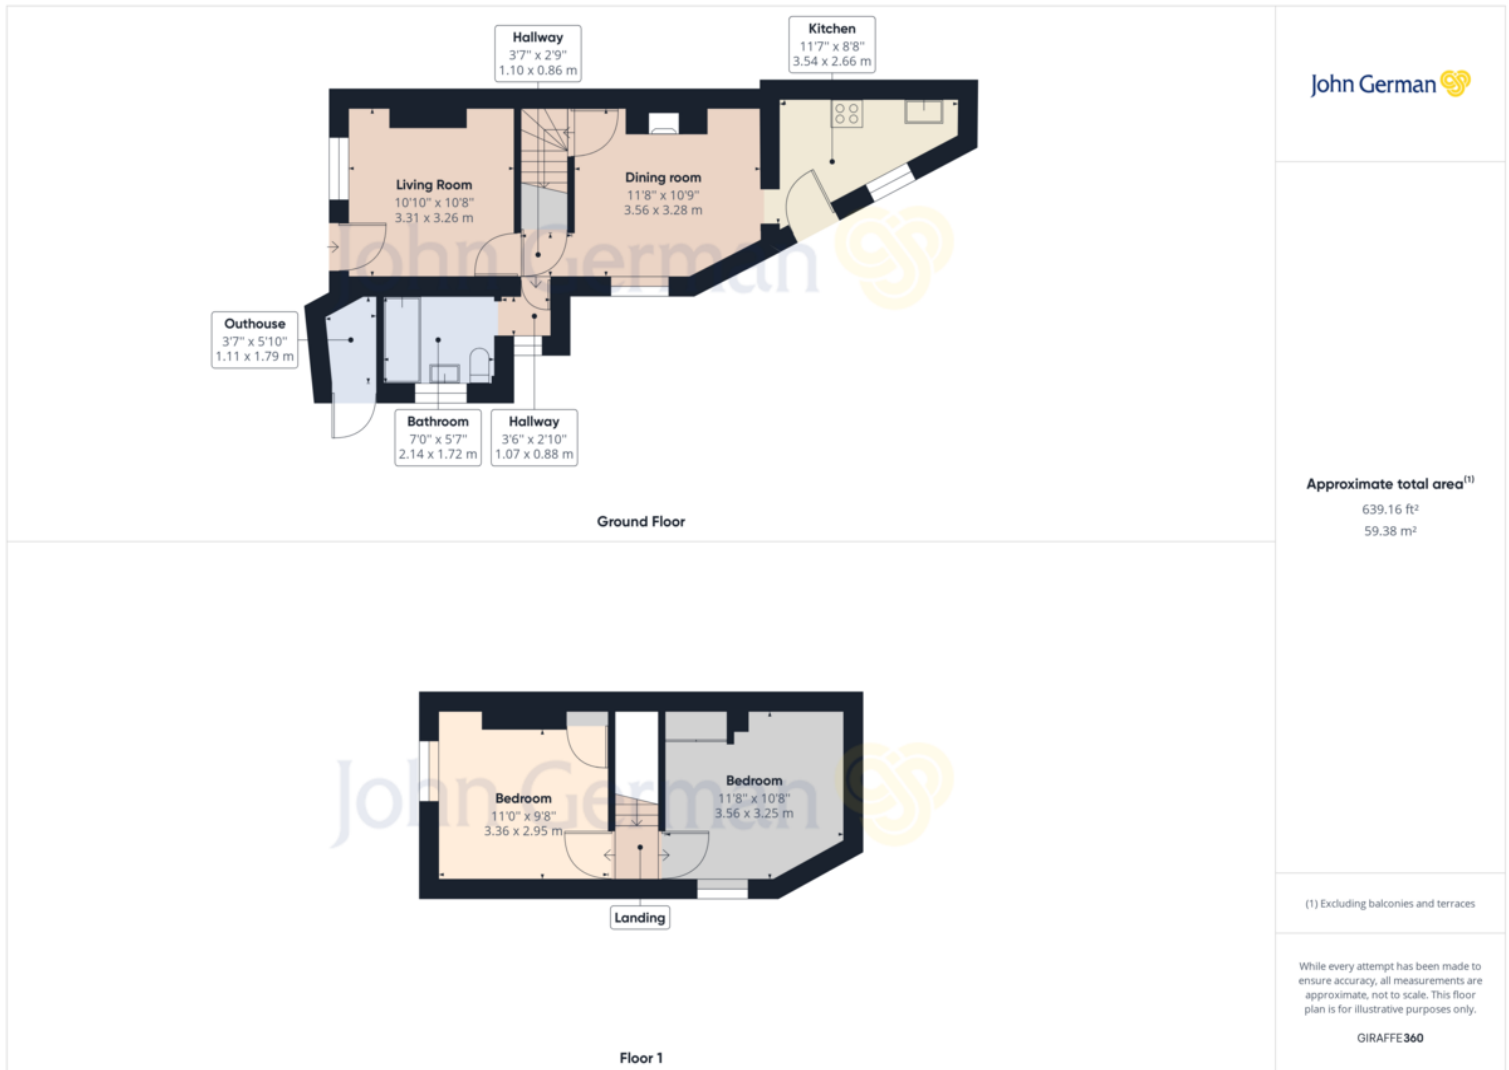 Hallway
3'7" x 2'9"
1.10 x 0.86 m
Kitchen
11'7" x 8'8"
3.54 x 2.66 m
John German
Living Room
10'10" x 10'8"
3.31 x 3.26 m
Dining room
11'8" x 10'9"
3.56 x 3.28 m
John German
Outhouse
3'7" x 5'10"
1.11 x 1.79 m
Bathroom
7'0" x 5'7"
2.14 x 1.72 m
Hallway
3'6" x 2'10"
1.07 x 0.88 m
Ground Floor
Approximate total area(1)
639.16 ft²
59.38 m²
Bedroom
11'0" x 9'8"
3.36 x 2.95 m
Bedroom
11'8" x 10'8"
3.56 x 3.25 m
John German
Landing
Floor 1
(1) Excluding balconies and terraces
While every attempt has been made to
ensure accuracy, all measurements are
approximate, not to scale. This floor
plan is for illustrative purposes only.
GIRAFFE360